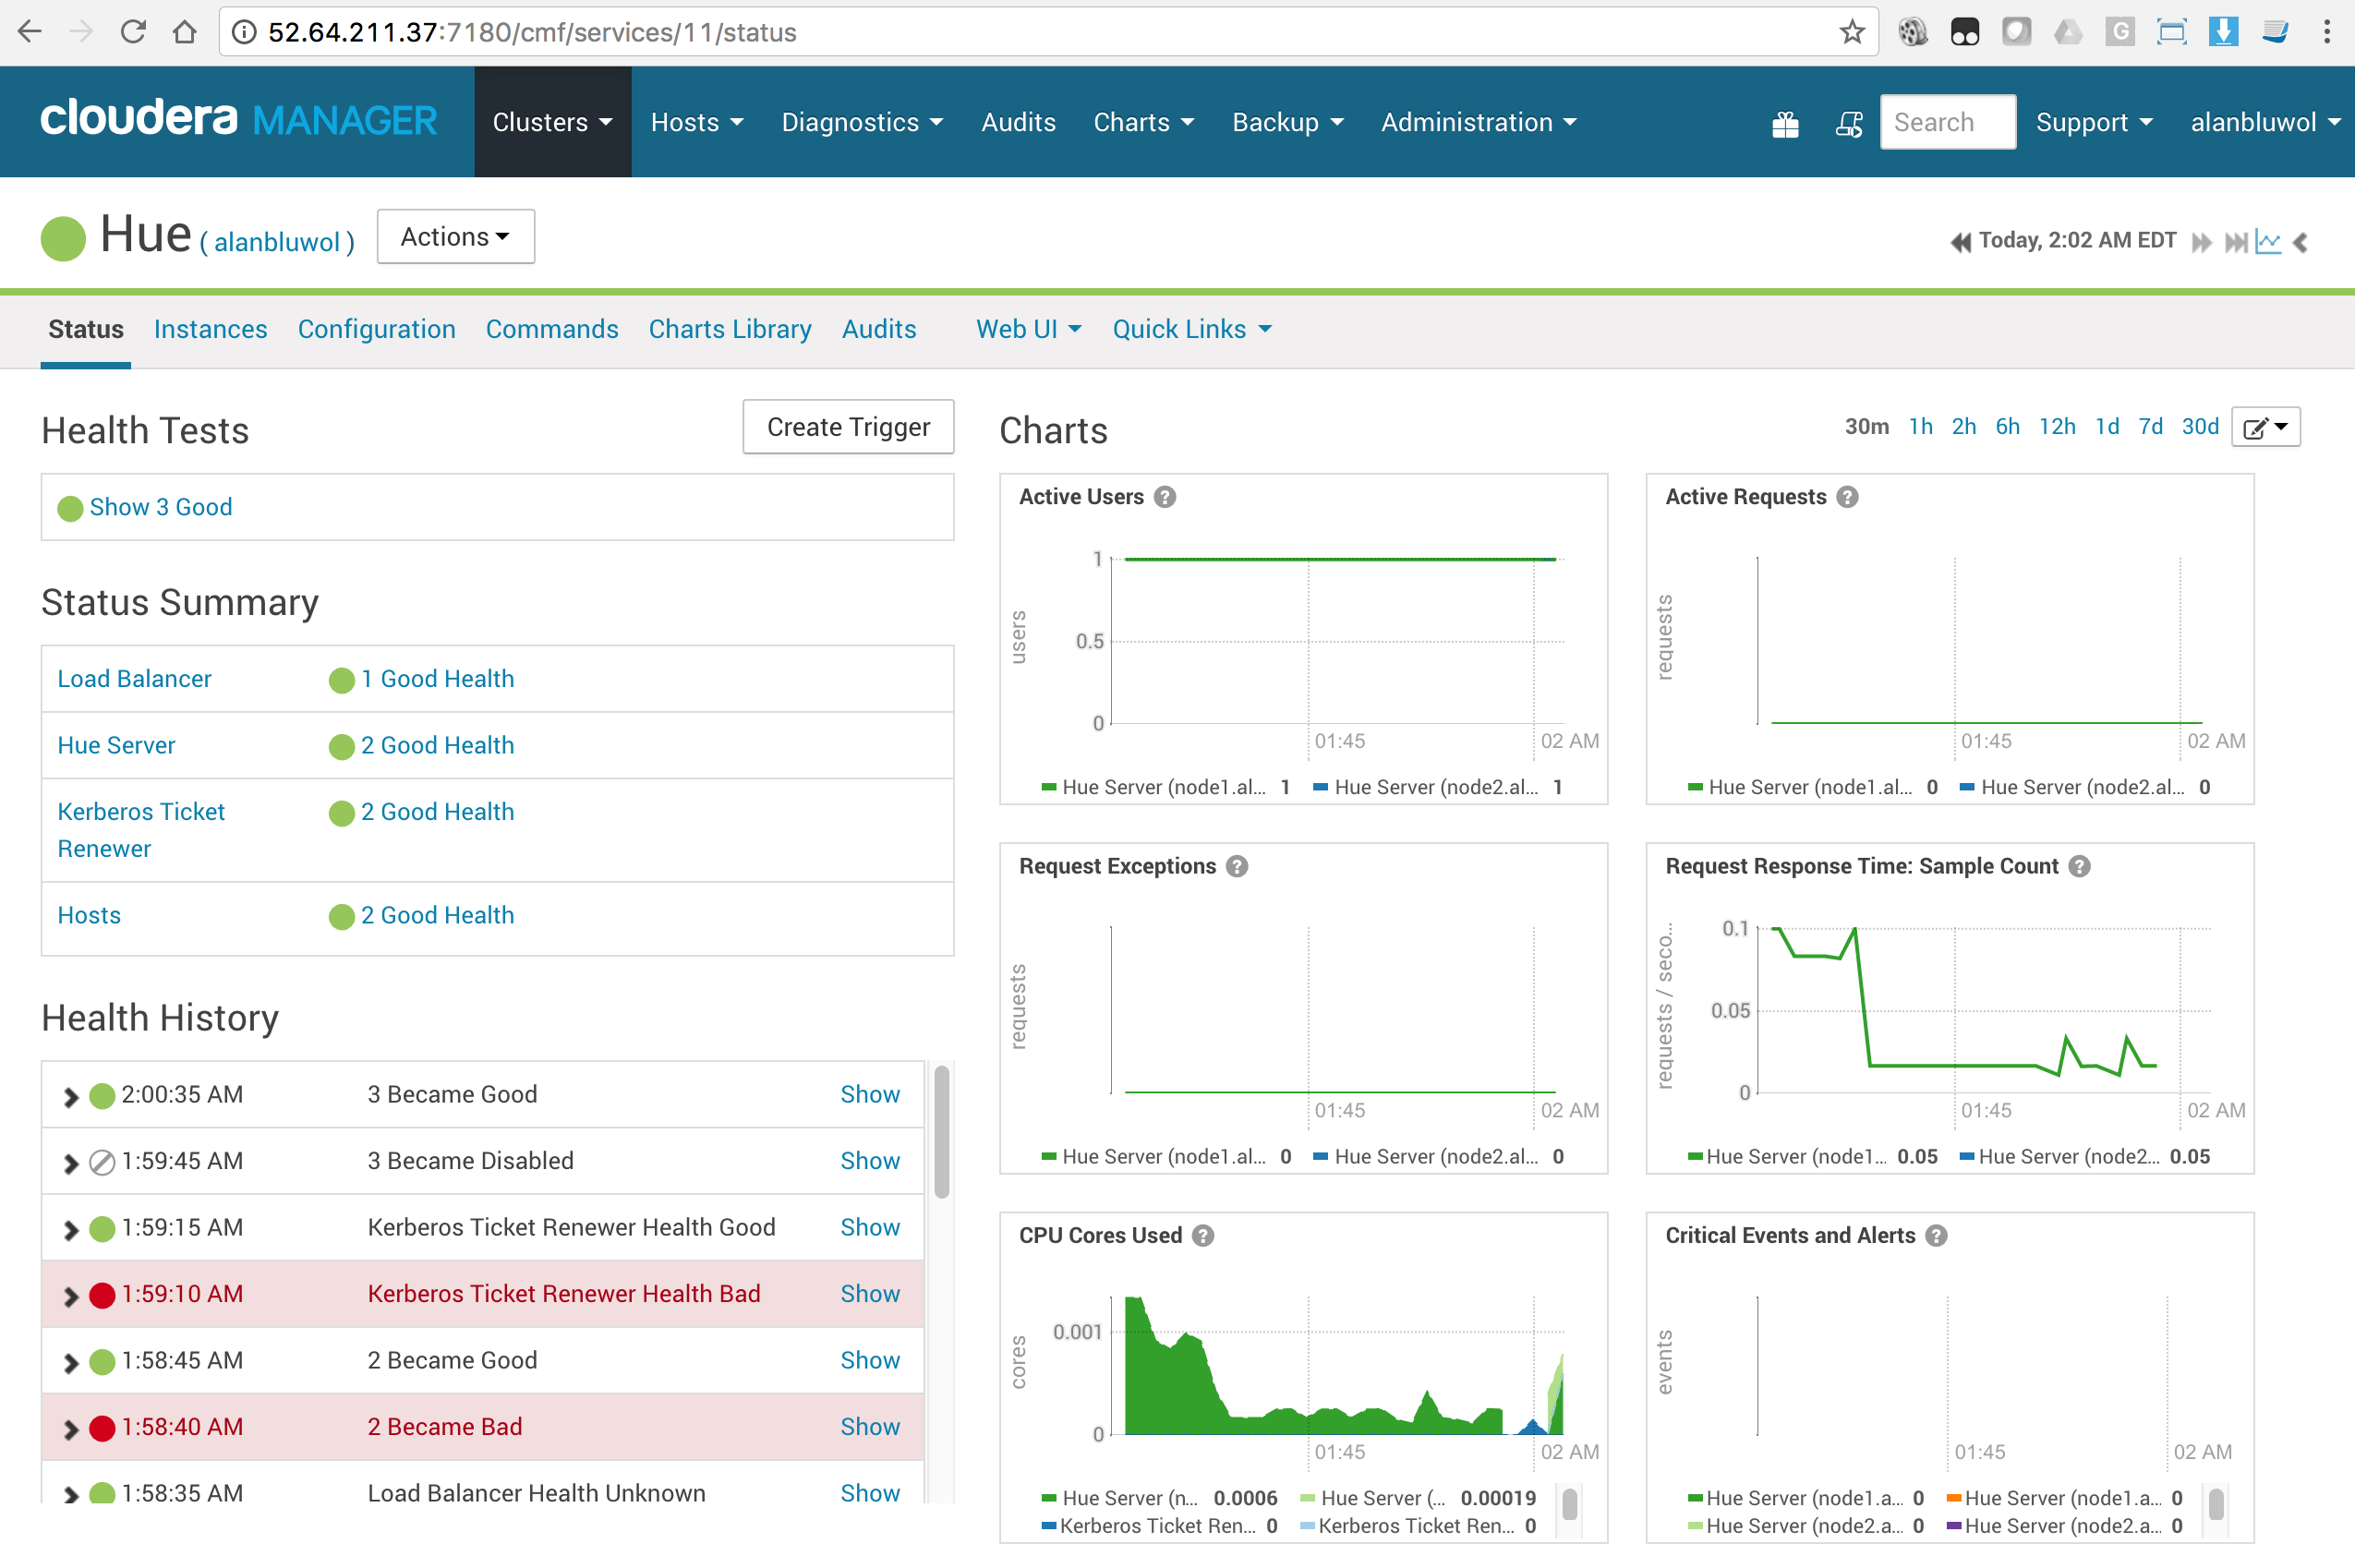 52.64.211.37:7180/cmf/services/11/status
cloudera MANAGER
Clusters
Hosts
Diagnostics
Audits
Charts
Backup
Administration
Search
Support
alanbluwol
Hue ( alanbluwol )
Actions
Today, 2:02 AM EDT
Status
Instances
Configuration
Commands
Charts Library
Audits
Web UI
Quick Links
Health Tests
Create Trigger
Show 3 Good
Status Summary
Load Balancer
1 Good Health
Hue Server
2 Good Health
Kerberos Ticket
Renewer
2 Good Health
Hosts
2 Good Health
Health History
2:00:35 AM 3 Became Good Show
1:59:45 AM 3 Became Disabled Show
1:59:15 AM Kerberos Ticket Renewer Health Good Show
1:59:10 AM Kerberos Ticket Renewer Health Bad Show
1:58:45 AM 2 Became Good Show
1:58:40 AM 2 Became Bad Show
1:58:35 AM Load Balancer Health Unknown Show
Charts
30m 1h 2h 6h 12h 1d 7d 30d
Active Users ?
users
1
0.5
0
01:45
02 AM
Hue Server (node1.al... 1 Hue Server (node2.al... 1
Active Requests ?
requests
01:45
02 AM
Hue Server (node1.al... 0 Hue Server (node2.al... 0
Request Exceptions ?
requests
01:45
02 AM
Hue Server (node1.al... 0 Hue Server (node2.al... 0
Request Response Time: Sample Count ?
requests / seco...
0.1
0.05
0
01:45
02 AM
Hue Server (node1... 0.05 Hue Server (node2... 0.05
CPU Cores Used ?
cores
0.001
0
01:45
02 AM
Hue Server (n... 0.0006 Hue Server (... 0.00019
Kerberos Ticket Ren... 0 Kerberos Ticket Ren... 0
Critical Events and Alerts ?
events
01:45
02 AM
Hue Server (node1.a... 0 Hue Server (node1.a... 0
Hue Server (node2.a... 0 Hue Server (node2.a... 0